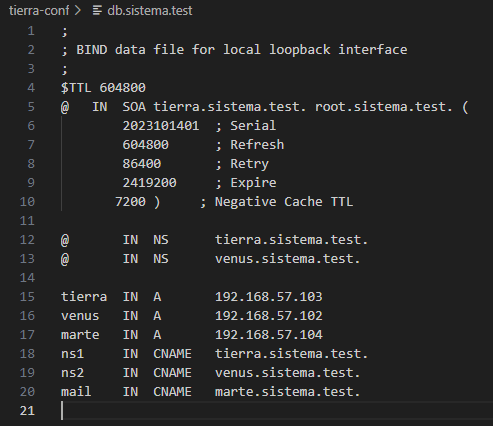 tierra-conf > db.sistema.test
1 ;
2 ; BIND data file for local loopback interface
3 ;
4 $TTL 604800
5 @ IN SOA tierra.sistema.test. root.sistema.test. (
6 2023101401 ; Serial
7 604800 ; Refresh
8 86400 ; Retry
9 2419200 ; Expire
10 7200 ) ; Negative Cache TTL
11
12 @ IN NS tierra.sistema.test.
13 @ IN NS venus.sistema.test.
14
15 tierra IN A 192.168.57.103
16 venus IN A 192.168.57.102
17 marte IN A 192.168.57.104
18 ns1 IN CNAME tierra.sistema.test.
19 ns2 IN CNAME venus.sistema.test.
20 mail IN CNAME marte.sistema.test.
21